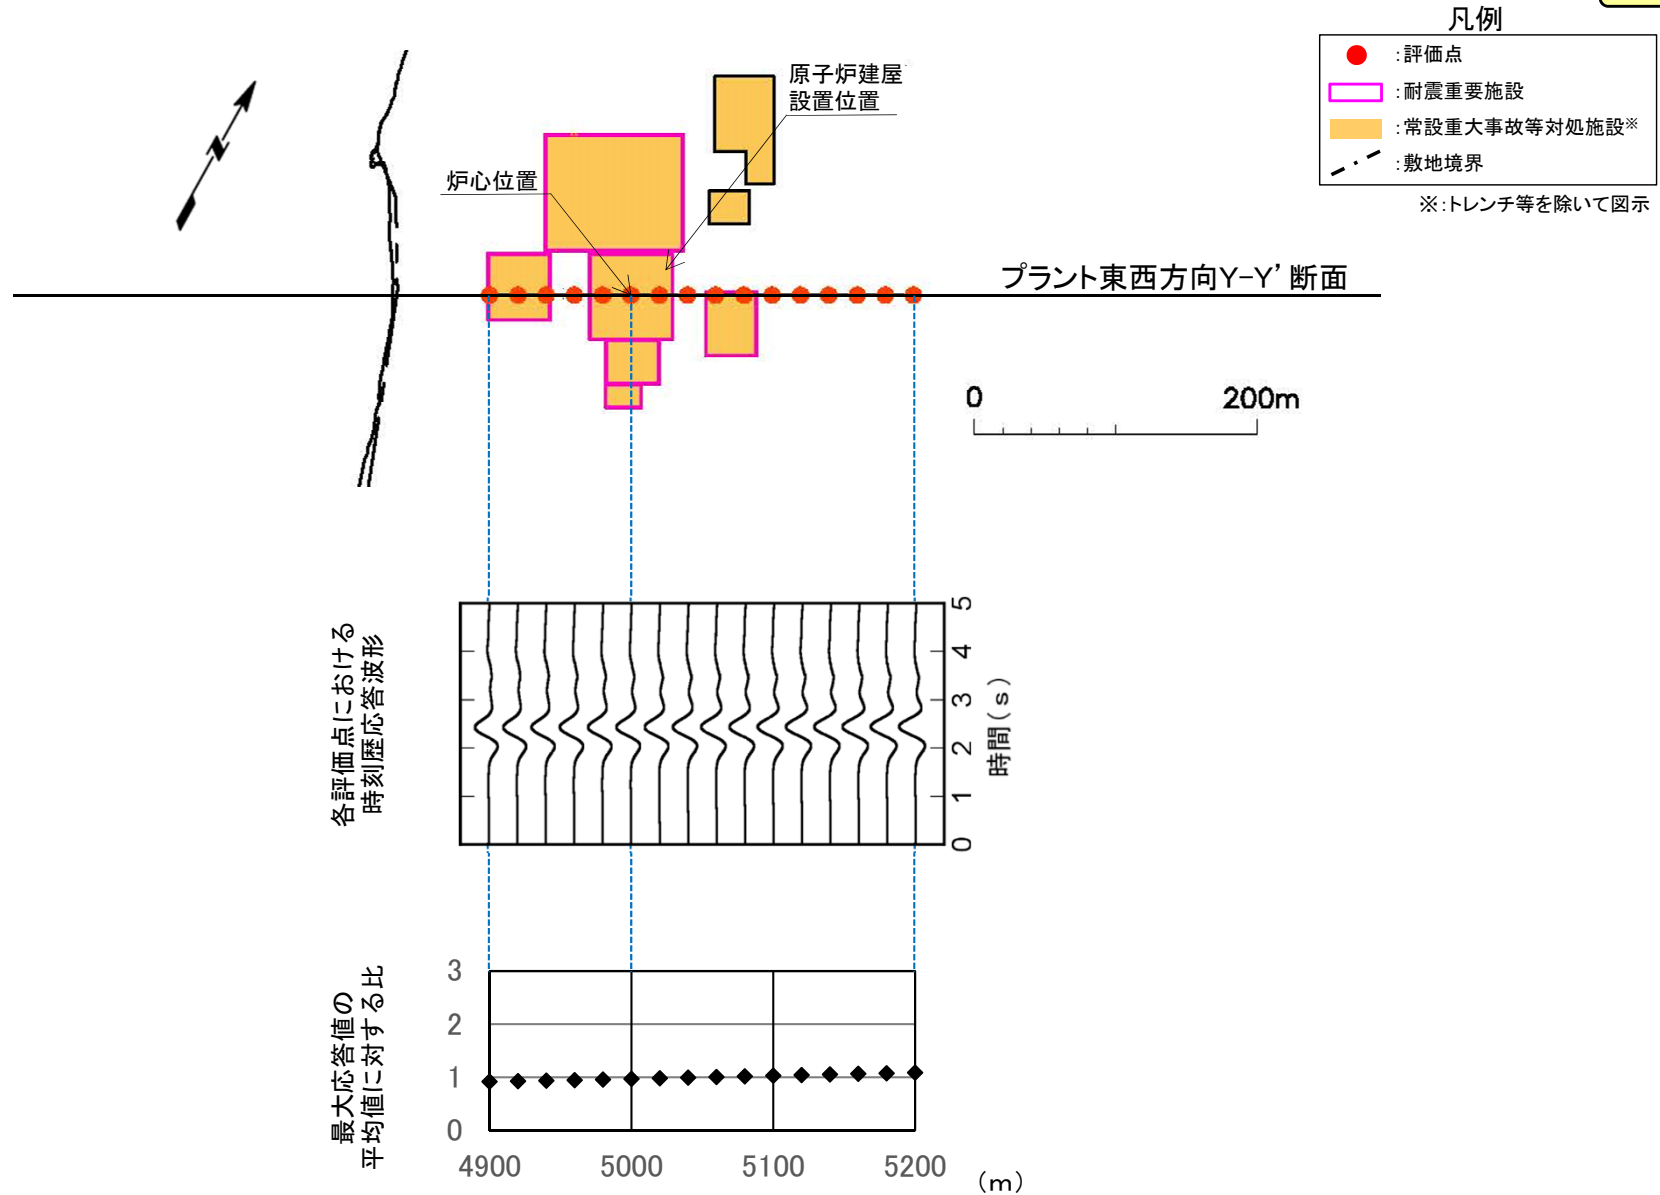 凡例
:評価点
:耐震重要施設
:常設重大事故等対処施設※
:敷地境界
※:トレンチ等を除いて図示
N
原子炉建屋
設置位置
炉心位置
プラント東西方向Y-Y’断面
0 200m
各評価点における
時刻歴応答波形
5
4
3
2
1
0
時間(s)
最大応答値の
平均値に対する比
3
2
1
0
4900 5000 5100 5200 (m)